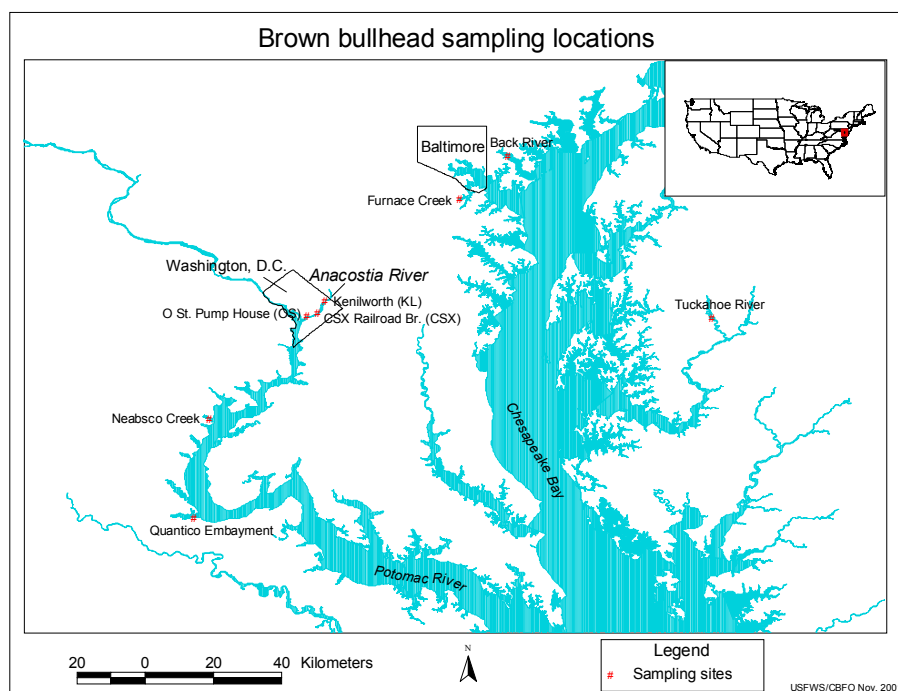 Brown bullhead sampling locations
Baltimore
Back River
Furnace Creek
Washington, D.C.
Anacostia River
Kenilworth (KL)
O St. Pump House (OS)
CSX Railroad Br. (CSX)
Tuckahoe River
Neabsco Creek
Chesapeake Bay
Quantico Embayment
Potomac River
20 0 20 40 Kilometers
N
Legend
# Sampling sites
USFWS/CBFO Nov. 200